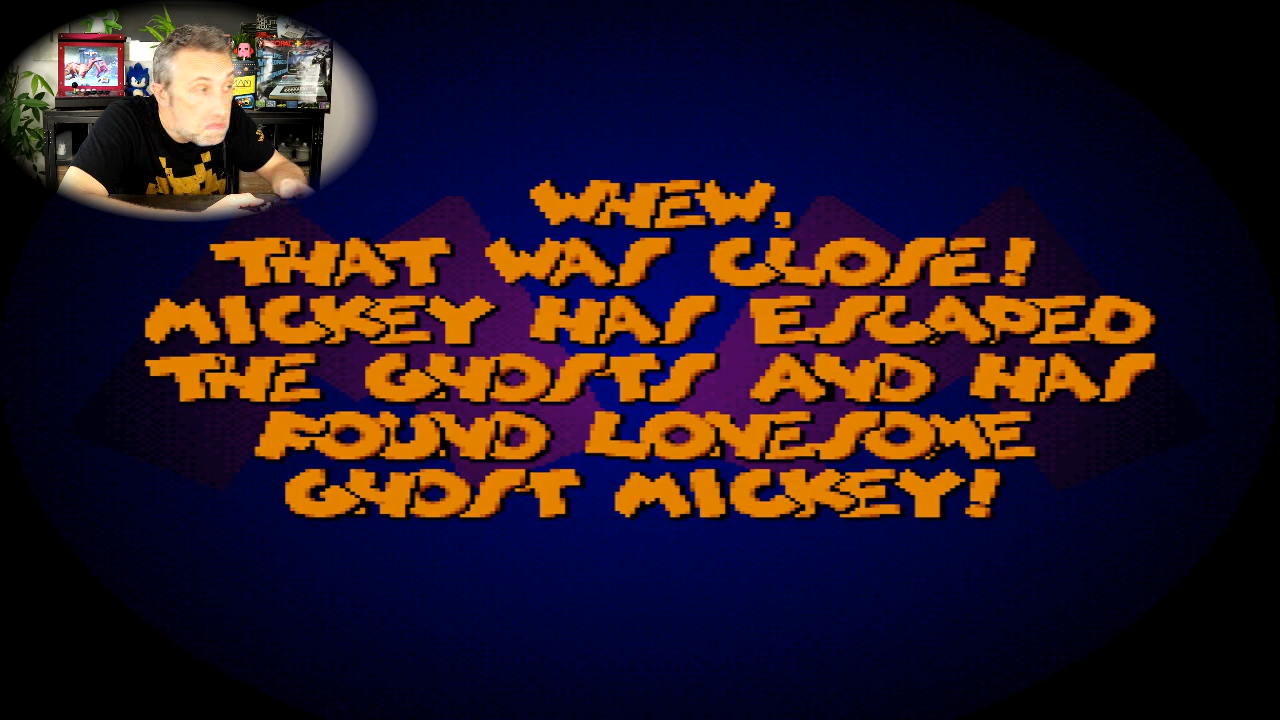 WHEW,
THAT WAS CLOSE!
MICKEY HAS ESCAPED
THE GHOSTS AND HAS
FOUND LONESOME
GHOST MICKEY!